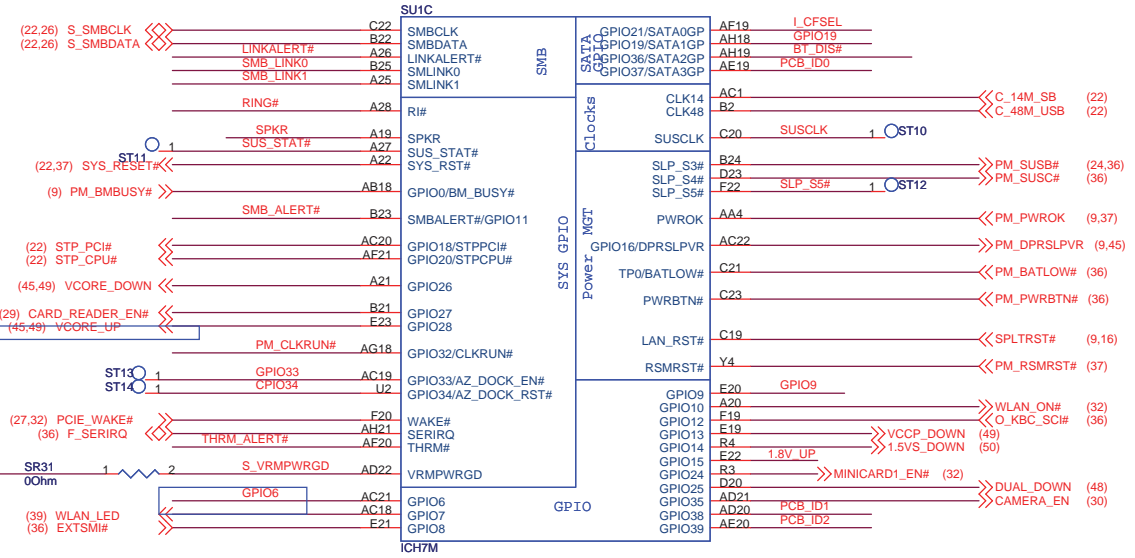 SU1C
(22,26) S_SMBCLK C22 SMBCLK
(22,26) S_SMBDATA B22 SMBDATA
LINKALERT# A26 LINKALERT#
SMB_LINK0 B25 SMLINK0
SMB_LINK1 A25 SMLINK1
RING# A28 RI#
SPKR A19 SPKR
ST11 1 SUS_STAT# A27 SUS_STAT#
(22,37) SYS_RESET# A22 SYS_RST#
(9) PM_BMBUSY# AB18 GPIO0/BM_BUSY#
SMB_ALERT# B23 SMBALERT#/GPIO11
(22) STP_PCI# AC20 GPIO18/STPPCI#
(22) STP_CPU# AF21 GPIO20/STPCPU#
(45,49) VCORE_DOWN A21 GPIO26
(29) CARD_READER_EN# B21 GPIO27
(45,49) VCORE_UP E23 GPIO28
PM_CLKRUN# AG18 GPIO32/CLKRUN#
ST13 1 GPIO33 AC19 GPIO33/AZ_DOCK_EN#
ST14 1 CPIO34 U2 GPIO34/AZ_DOCK_RST#
(27,32) PCIE_WAKE# F20 WAKE#
(36) F_SERIRQ AH21 SERIRQ
THRM_ALERT# AF20 THRM#
SR31 0Ohm 1 2 S_VRMPWRGD AD22 VRMPWRGD
GPIO6 AC21 GPIO6
(39) WLAN_LED AC18 GPIO7
(36) EXTSMI# E21 GPIO8
SMB
SATA GPIO
Clocks
SYS GPIO
Power MGT
GPIO
GPIO21/SATA0GP AF19 I_CFSEL
GPIO19/SATA1GP AH18 GPIO19
GPIO36/SATA2GP AH19 BT_DIS#
GPIO37/SATA3GP AE19 PCB_ID0
CLK14 AC1 C_14M_SB (22)
CLK48 B2 C_48M_USB (22)
SUSCLK C20 SUSCLK 1 ST10
SLP_S3# B24 PM_SUSB# (24,36)
SLP_S4# D23 PM_SUSC# (36)
SLP_S5# F22 SLP_S5# 1 ST12
PWROK AA4 PM_PWROK (9,37)
GPIO16/DPRSLPVR AC22 PM_DPRSLPVR (9,45)
TP0/BATLOW# C21 PM_BATLOW# (36)
PWRBTN# C23 PM_PWRBTN# (36)
LAN_RST# C19 SPLTRST# (9,16)
RSMRST# Y4 PM_RSMRST# (37)
GPIO9 E20 GPIO9
GPIO10 A20 WLAN_ON# (32)
GPIO12 F19 O_KBC_SCI# (36)
GPIO13 E19 VCCP_DOWN (49)
GPIO14 R4 1.5VS_DOWN (50)
GPIO15 E22 1.8V_UP
GPIO24 R3 MINICARD1_EN# (32)
GPIO25 D20 DUAL_DOWN (48)
GPIO35 AD21 CAMERA_EN (30)
GPIO38 AD20 PCB_ID1
GPIO39 AE20 PCB_ID2
ICH7M